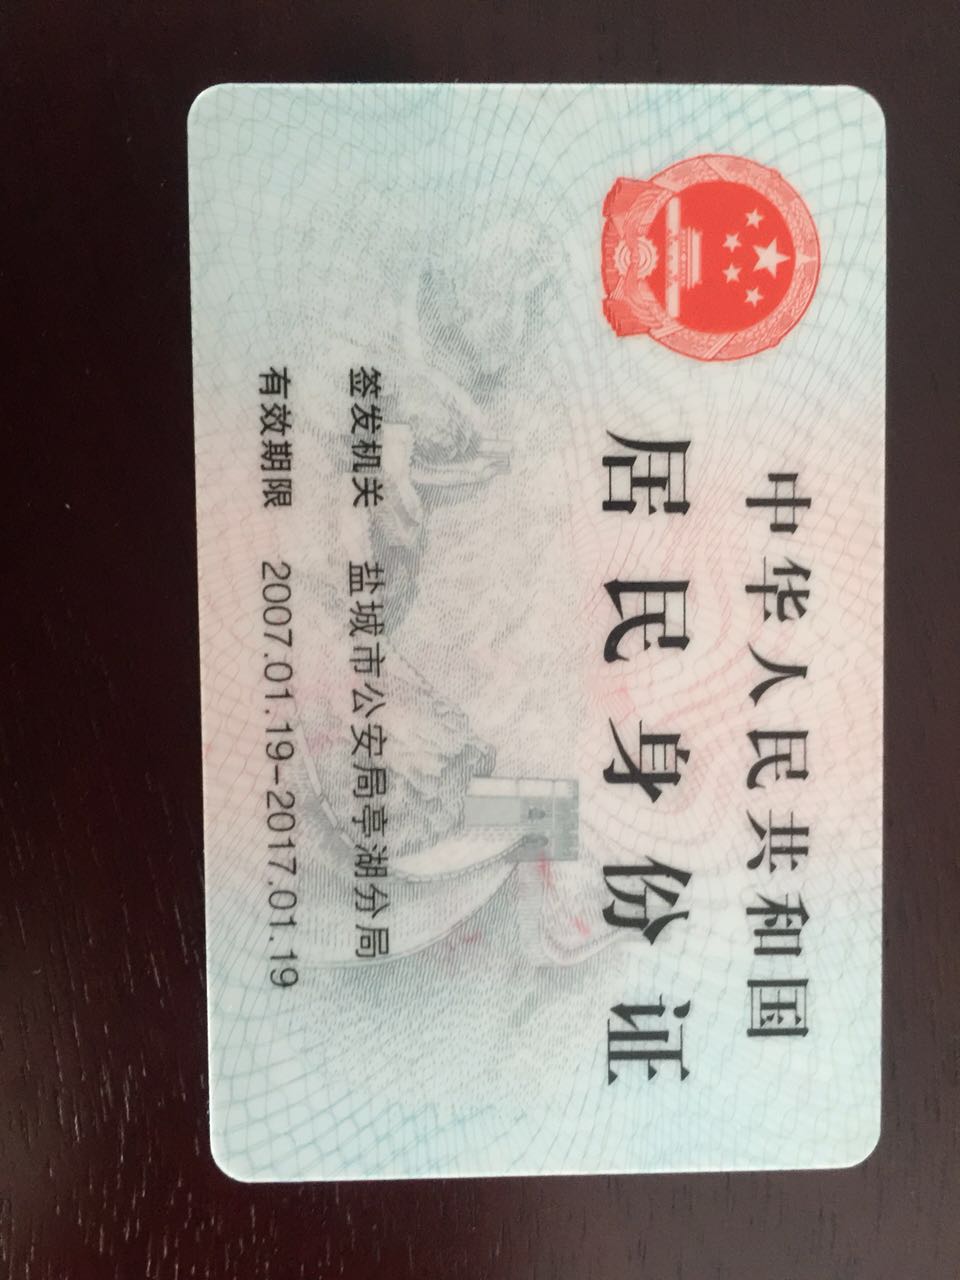 中华人民共和国
居民身份证
签发机关 盐城市公安局亭湖分局
有效期限 2007.01.19-2017.01.19